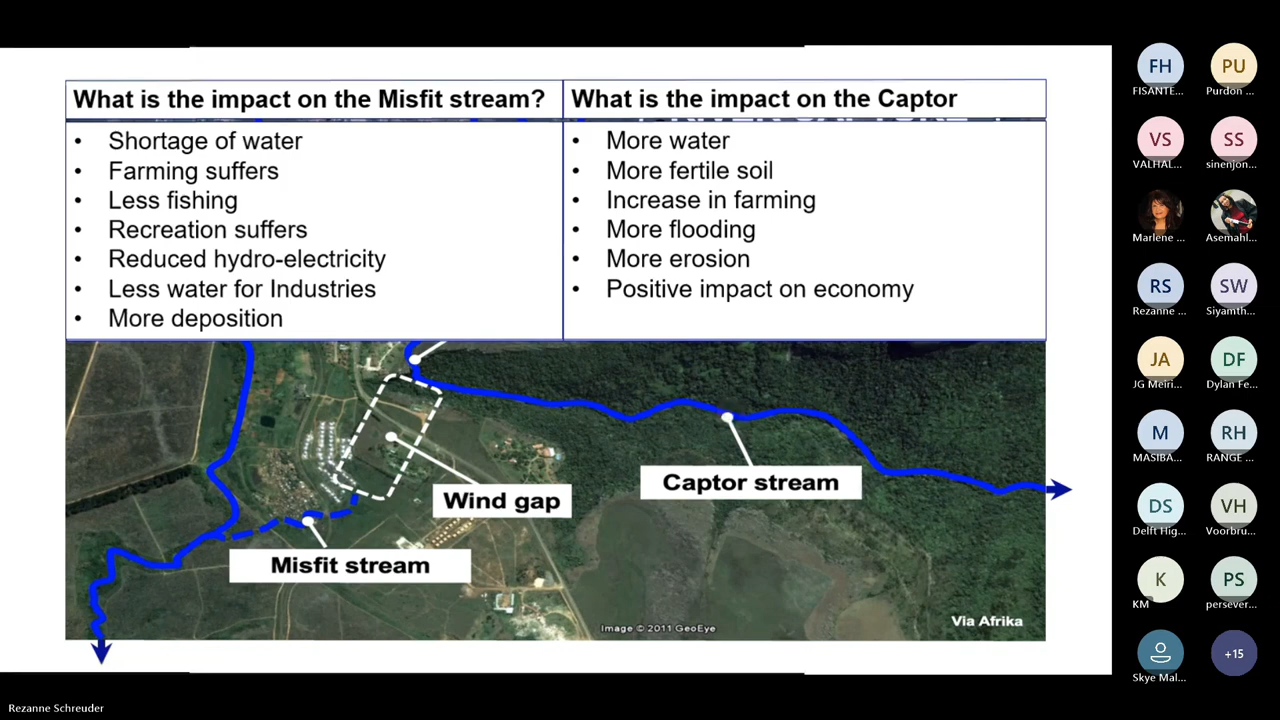 What is the impact on the Misfit stream?
What is the impact on the Captor
• Shortage of water
• Farming suffers
• Less fishing
• Recreation suffers
• Reduced hydro-electricity
• Less water for Industries
• More deposition
• More water
• More fertile soil
• Increase in farming
• More flooding
• More erosion
• Positive impact on economy
Captor stream
Wind gap
Misfit stream
Via Afrika
Image © 2011 GeoEye
Rezanne Schreuder
FH
FISANTE...
PU
Purdon ...
VS
VALHAL...
SS
sinenjon...
Marlene ...
Asemahl...
RS
Rezanne ...
SW
Siyamth...
JA
JG Meiri...
DF
Dylan Fe...
M
MASIBA...
RH
RANGE ...
DS
Delft Hig...
VH
Voorbru...
K
KM
PS
persever...
Skye Mal...
+15